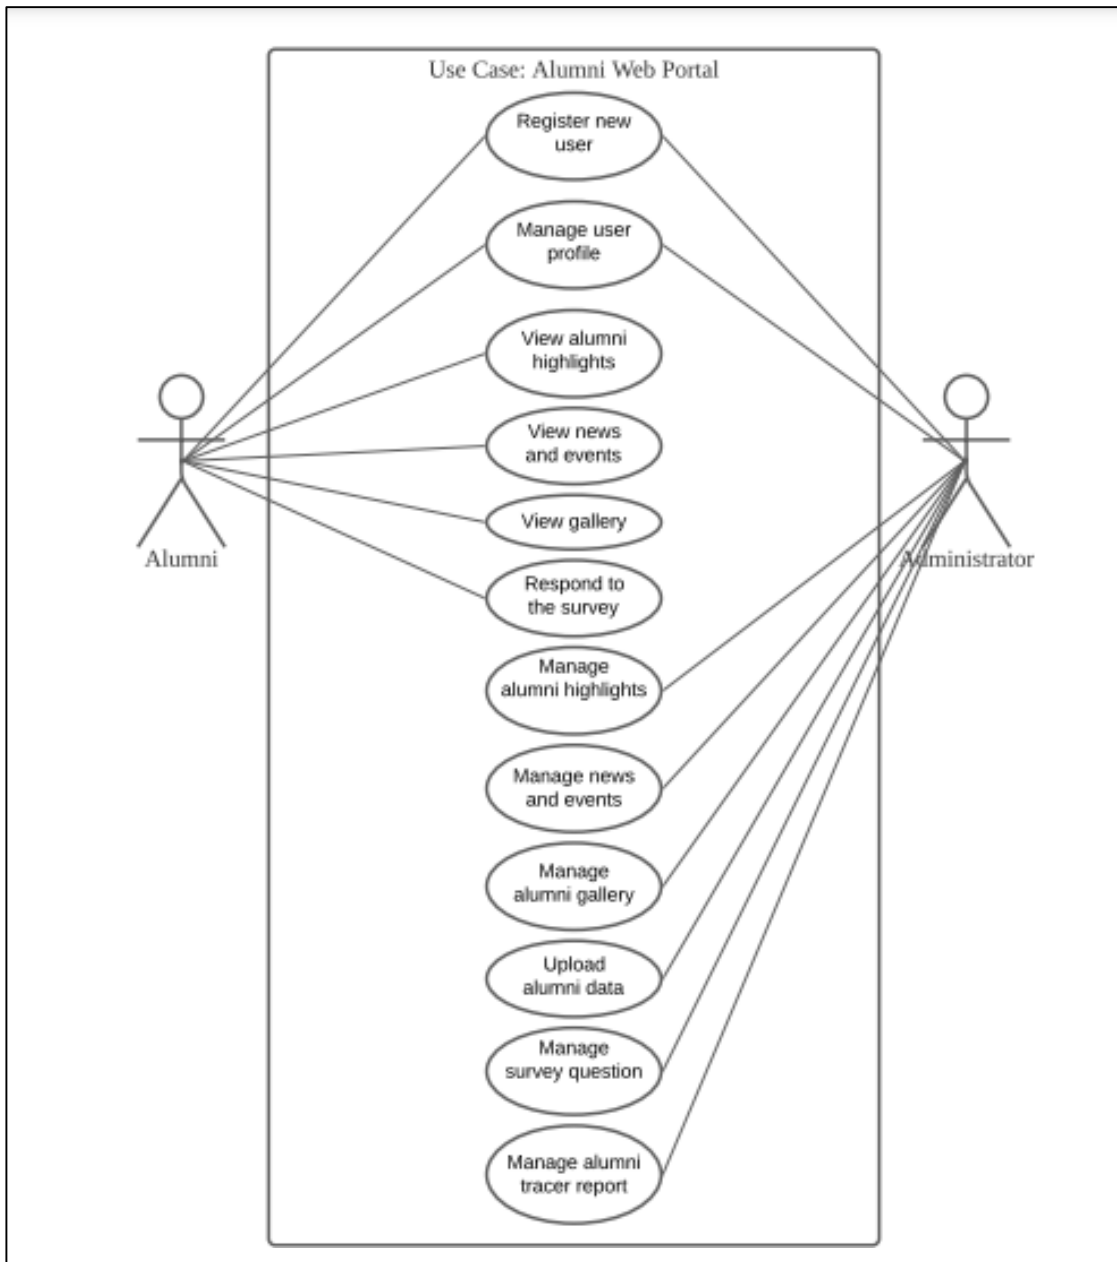 Use Case: Alumni Web Portal
Register new
user
Manage user
profile
View alumni
highlights
View news
and events
View gallery
Respond to
the survey
Alumni
Administrator
Manage
alumni highlights
Manage news
and events
Manage
alumni gallery
Upload
alumni data
Manage
survey question
Manage alumni
tracer report